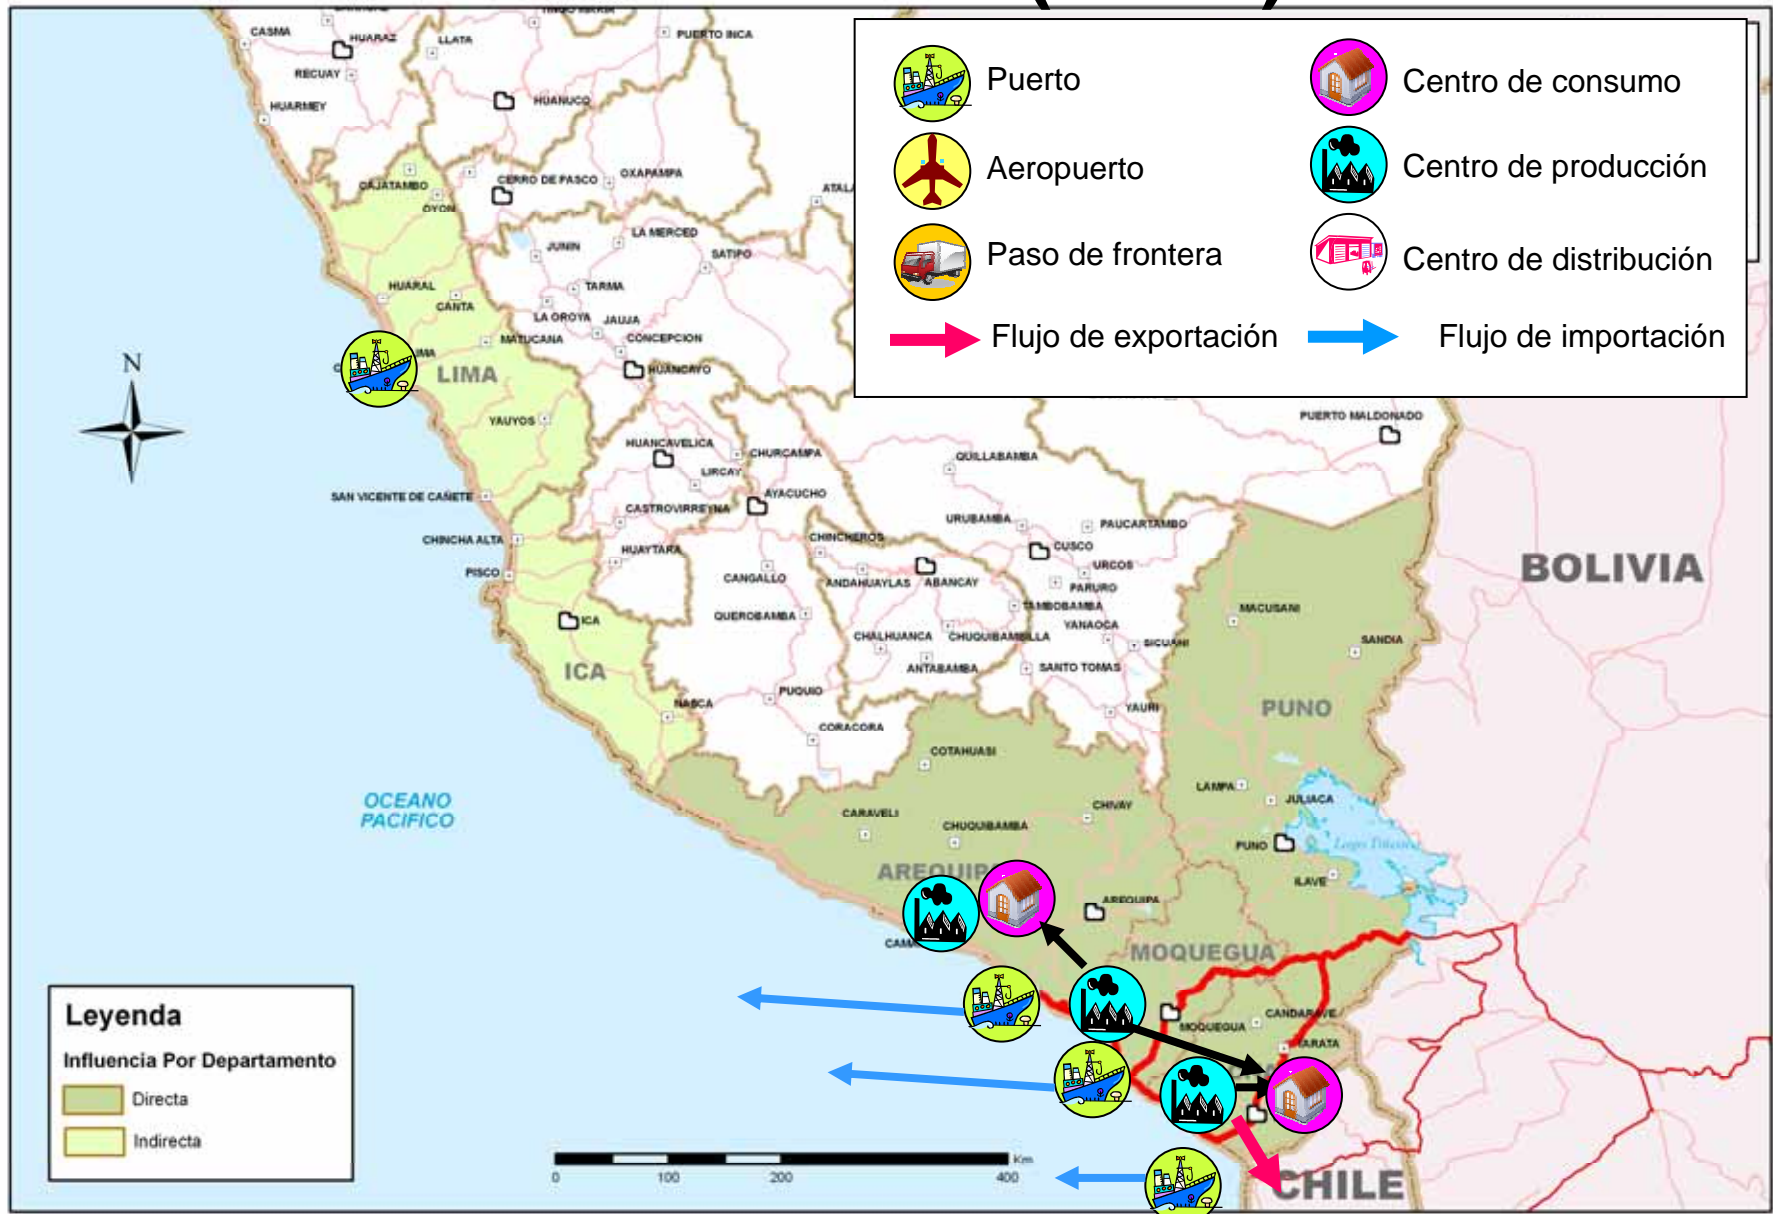 CASMA
HUARAZ
LLATA
PUERTO INCA
RECUAY
HUARMEY
HUANUCO
CAJATAMBO
OYON
CERRO DE PASCO
OXAPAMPA
JUNIN
LA MERCED
SATIPO
HUARAL
CANTA
TARMA
LA OROYA
JAUJA
MATUCANA
CONCEPCION
LIMA
HUANCAYO
YAUYOS
HUANCAVELICA
CHURCAMPA
LIRCAY
SAN VICENTE DE CAÑETE
AYACUCHO
CASTROVIRREYNA
CHINCHA ALTA
HUAYTARA
PISCO
ICA
ICA
NASCA
N
Puerto
Centro de consumo
Aeropuerto
Centro de producción
Paso de frontera
Centro de distribución
Flujo de exportación
Flujo de importación
PUERTO MALDONADO
QUILLABAMBA
URUBAMBA
PAUCARTAMBO
CHINCHEROS
CUSCO
URCOS
CANGALLO
ANDAHUAYLAS
ABANCAY
PARURO
QUEROBAMBA
TAMBOBAMBA
YANAOCA
CHALHUANCA
CHUQUIBAMBILLA
SICUANI
ANTABAMBA
SANTO TOMAS
PUQUIO
YAURI
CORACORA
BOLIVIA
MACUSANI
SANDIA
PUNO
COTAHUASI
LAMPA
JULIACA
CARAVELI
CHIVAY
CHUQUIBAMBA
PUNO
Lago Titicaca
ILAVE
AREQUIPA
MOQUEGUA
MOQUEGUA
CANDARAVE
TARATA
CHILE
OCEANO
PACIFICO
Leyenda
Influencia Por Departamento
Directa
Indirecta
Km
0 100 200 400